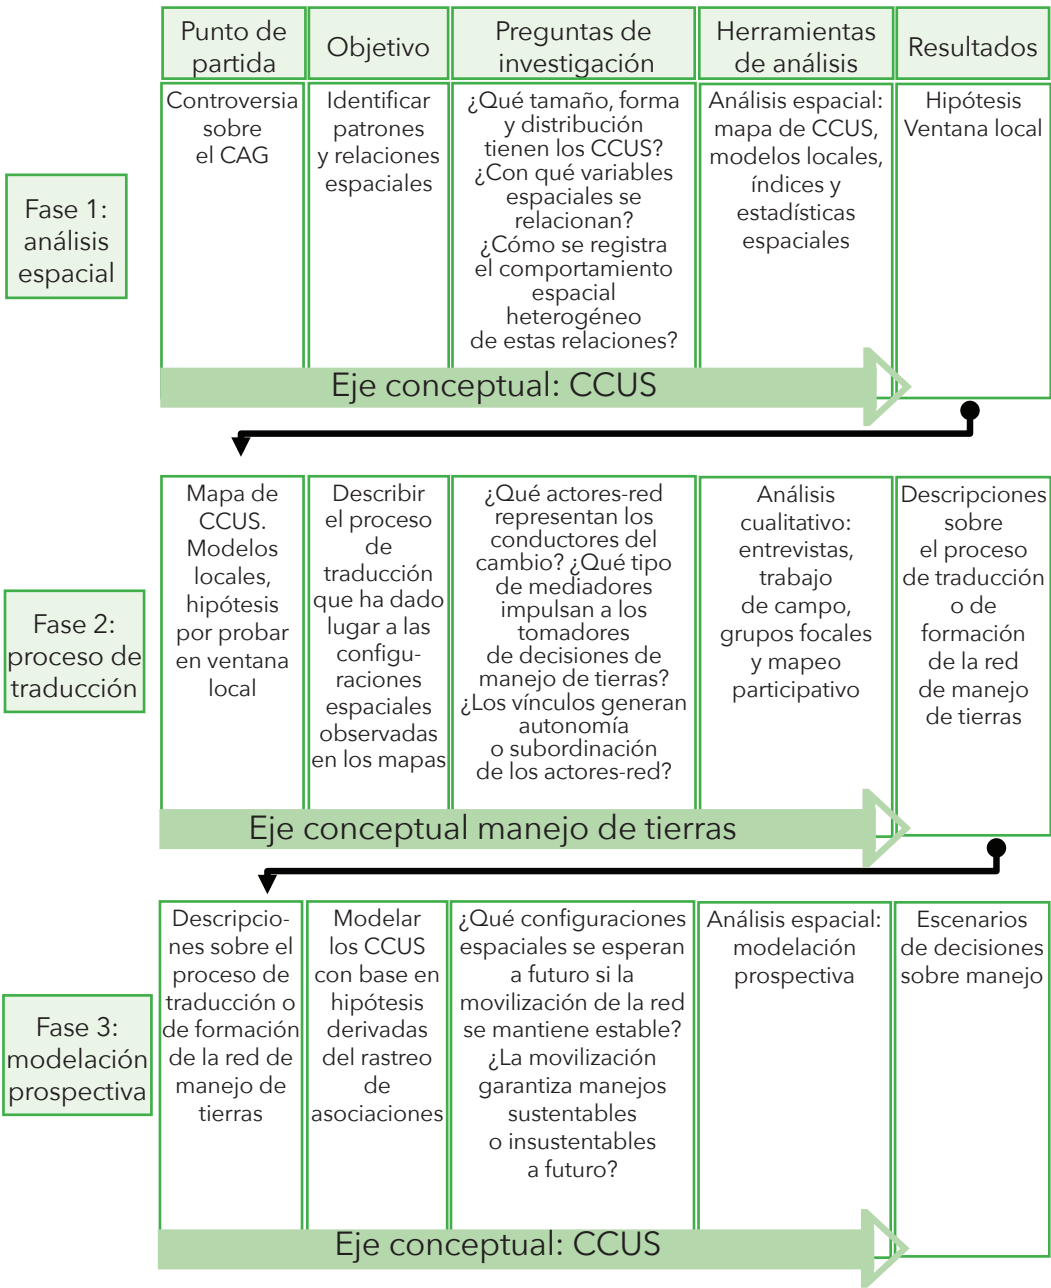 Punto de
partida
Objetivo
Preguntas de
investigación
Herramientas
de análisis
Resultados
Fase 1:
análisis
espacial
Controversia
sobre
el CAG
Identificar
patrones
y relaciones
espaciales
¿Qué tamaño, forma
y distribución
tienen los CCUS?
¿Con qué variables
espaciales se
relacionan?
¿Cómo se registra
el comportamiento
espacial
heterogéneo
de estas relaciones?
Análisis espacial:
mapa de CCUS,
modelos locales,
índices y
estadísticas
espaciales
Hipótesis
Ventana local
Eje conceptual: CCUS
Fase 2:
proceso de
traducción
Mapa de
CCUS.
Modelos
locales,
hipótesis
por probar
en ventana
local
Describir
el proceso
de
traducción
que ha dado
lugar a las
configu-
raciones
espaciales
observadas
en los mapas
¿Qué actores-red
representan los
conductores del
cambio? ¿Qué tipo
de mediadores
impulsan a los
tomadores
de decisiones de
manejo de tierras?
¿Los vínculos generan
autonomía
o subordinación
de los actores-red?
Análisis
cualitativo:
entrevistas,
trabajo
de campo,
grupos focales
y mapeo
participativo
Descripciones
sobre
el proceso
de traducción
o de
formación
de la red
de manejo
de tierras
Eje conceptual manejo de tierras
Fase 3:
modelación
prospectiva
Descripcio-
nes sobre el
proceso de
traducción o
de formación
de la red de
manejo de
tierras
Modelar
los CCUS
con base en
hipótesis
derivadas
del rastreo
de
asociaciones
¿Qué configuraciones
espaciales se esperan
a futuro si la
movilización de la red
se mantiene estable?
¿La movilización
garantiza manejos
sustentables
o insustentables
a futuro?
Análisis espacial:
modelación
prospectiva
Escenarios
de decisiones
sobre manejo
Eje conceptual: CCUS